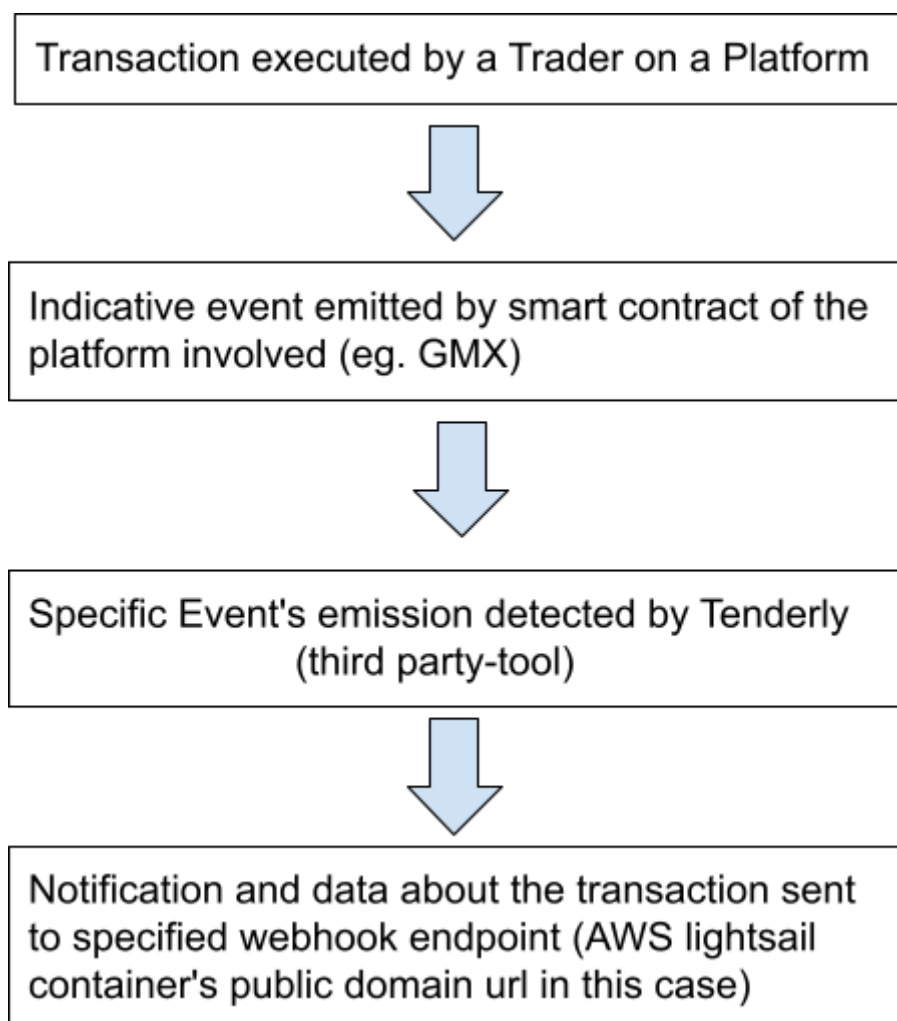 Transaction executed by a Trader on a Platform
Indicative event emitted by smart contract of the
platform involved (eg. GMX)
Specific Event's emission detected by Tenderly
(third party-tool)
Notification and data about the transaction sent
to specified webhook endpoint (AWS lightsail
container's public domain url in this case)